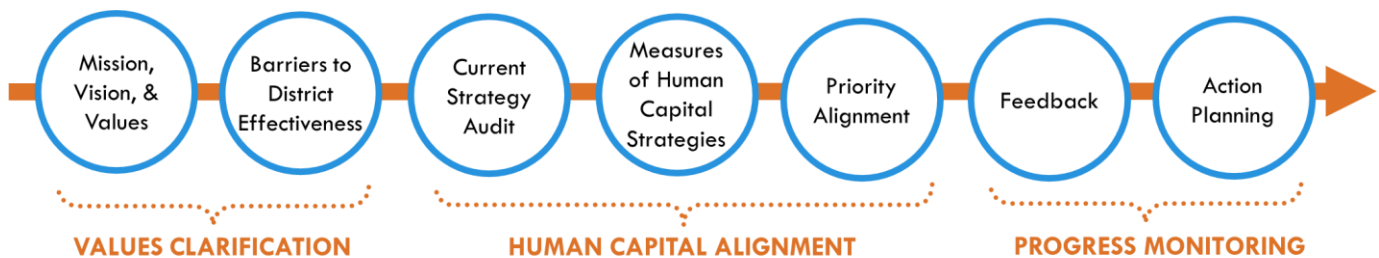 Mission,
Vision, &
Values
Barriers to
District
Effectiveness
Current
Strategy
Audit
Measures
of Human
Capital
Strategies
Priority
Alignment
Feedback
Action
Planning
VALUES CLARIFICATION
HUMAN CAPITAL ALIGNMENT
PROGRESS MONITORING